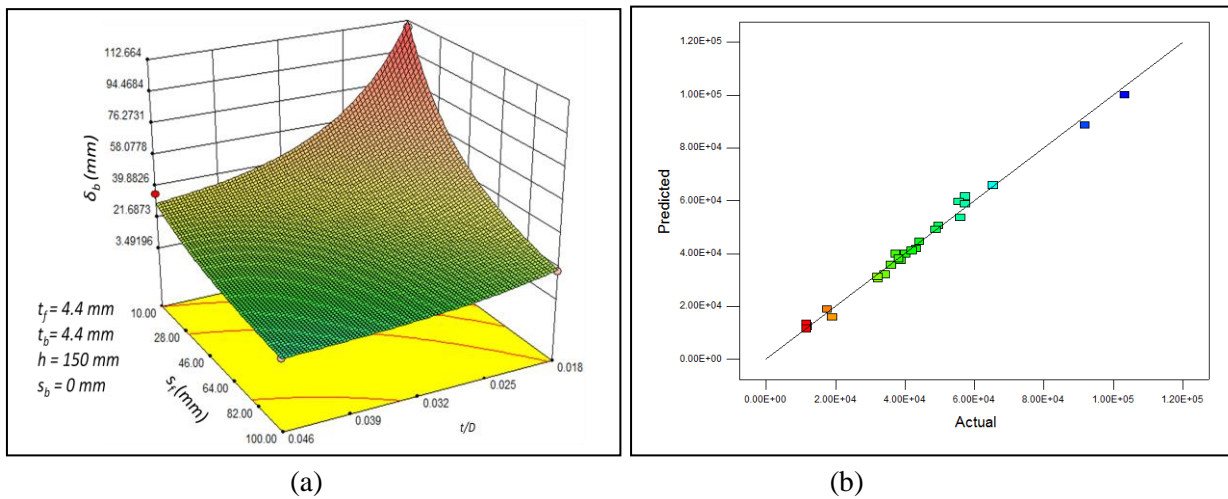 112.664
94.4684
76.2731
58.0778
39.8826
21.6873
3.49196
δb (mm)
tf = 4.4 mm
tb = 4.4 mm
h = 150 mm
sb = 0 mm
10.00
28.00
46.00
64.00
82.00
100.00
sf (mm)
0.046
0.039
0.032
0.025
0.018
t/D
(a)
1.20E+05
1.00E+05
8.00E+04
6.00E+04
4.00E+04
2.00E+04
0.00E+00
Predicted
0.00E+00 2.00E+04 4.00E+04 6.00E+04 8.00E+04 1.00E+05 1.20E+05
Actual
(b)